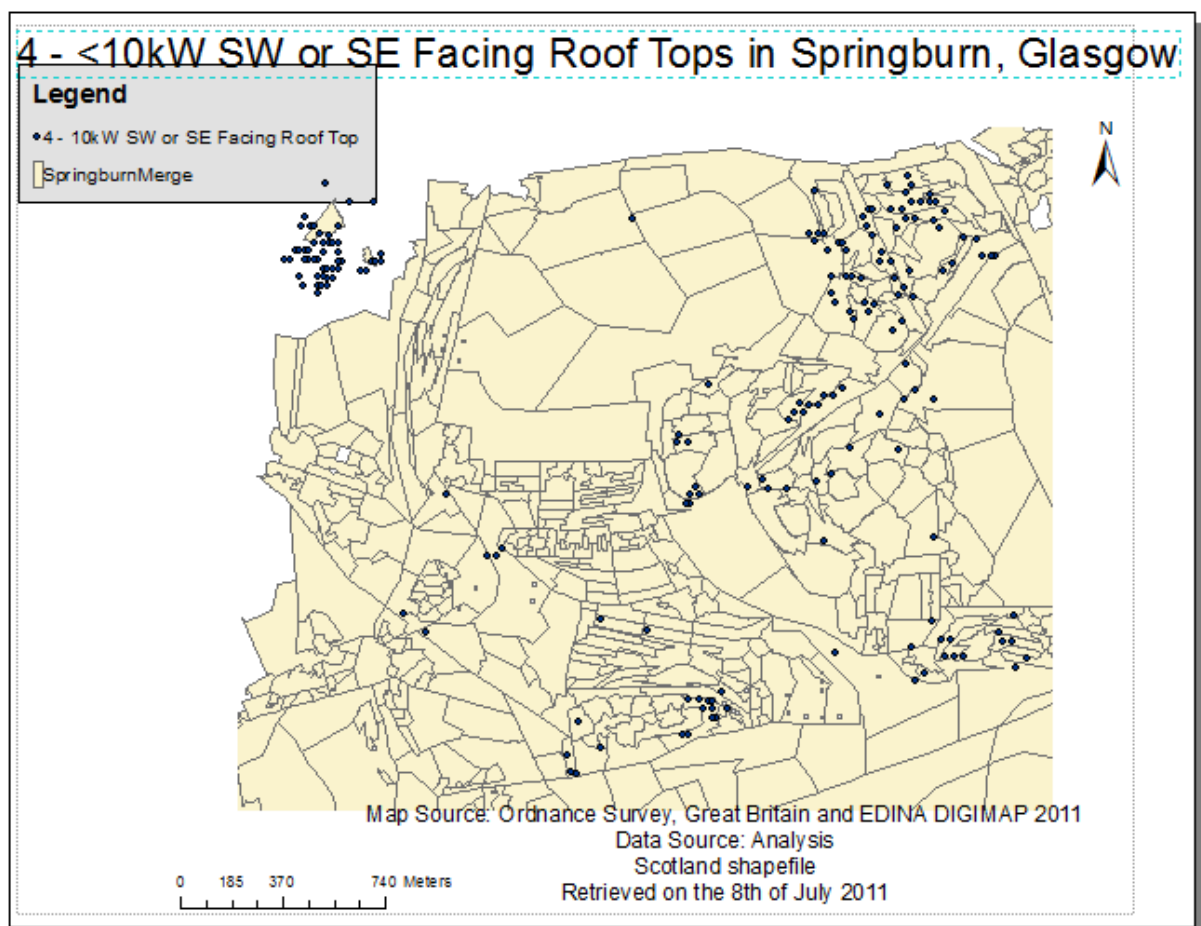 4 - <10kW SW or SE Facing Roof Tops in Springburn, Glasgow
Legend
4 - 10kW SW or SE Facing Roof Top
SpringburnMerge
N
Map Source: Ordnance Survey, Great Britain and EDINA DIGIMAP 2011
Data Source: Analysis
Scotland shapefile
Retrieved on the 8th of July 2011
0 185 370 740 Meters